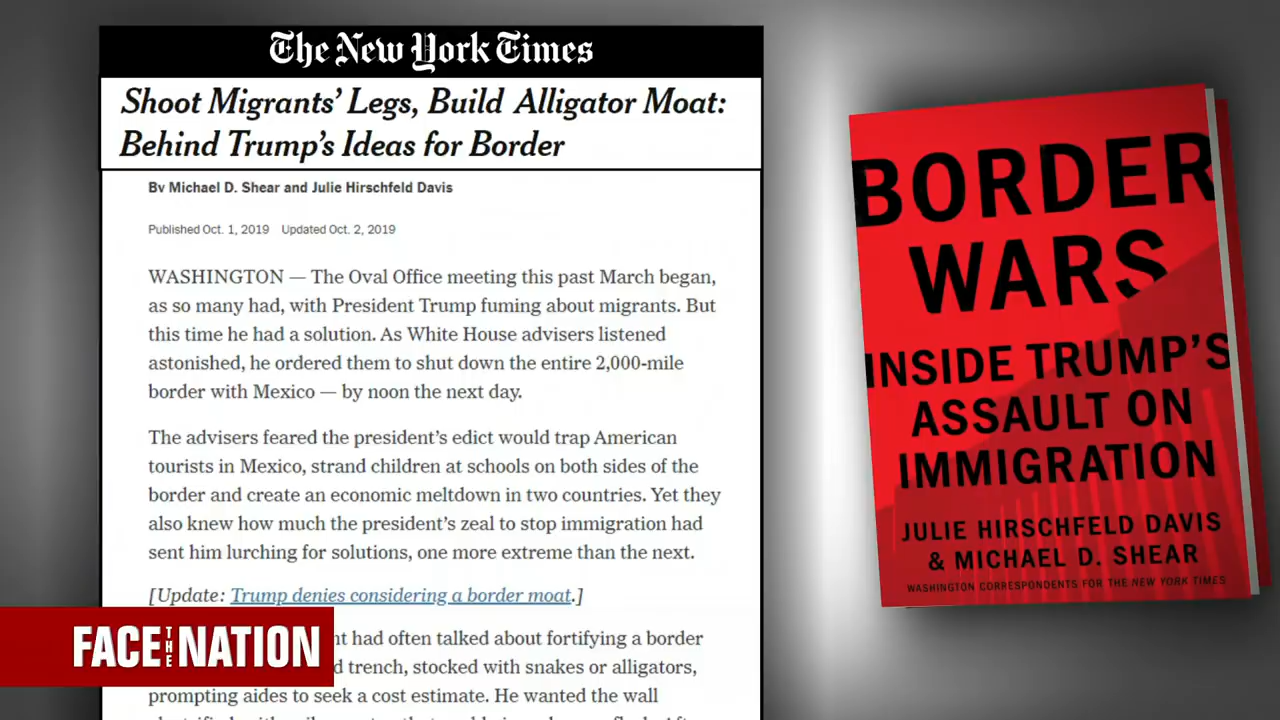 The New York Times
Shoot Migrants' Legs, Build Alligator Moat:
Behind Trump's Ideas for Border
By Michael D. Shear and Julie Hirschfeld Davis
Published Oct. 1, 2019 Updated Oct. 2, 2019
WASHINGTON — The Oval Office meeting this past March began,
as so many had, with President Trump fuming about migrants. But
this time he had a solution. As White House advisers listened
astonished, he ordered them to shut down the entire 2,000-mile
border with Mexico — by noon the next day.
The advisers feared the president's edict would trap American
tourists in Mexico, strand children at schools on both sides of the
border and create an economic meltdown in two countries. Yet they
also knew how much the president's zeal to stop immigration had
sent him lurching for solutions, one more extreme than the next.
[Update: Trump denies considering a border moat.]
had often talked about fortifying a border
trench, stocked with snakes or alligators,
prompting aides to seek a cost estimate. He wanted the wall
FACE THE NATION
BORDER
WARS
INSIDE TRUMP'S
ASSAULT ON
IMMIGRATION
JULIE HIRSCHFELD DAVIS
& MICHAEL D. SHEAR
WASHINGTON CORRESPONDENTS FOR THE NEW YORK TIMES